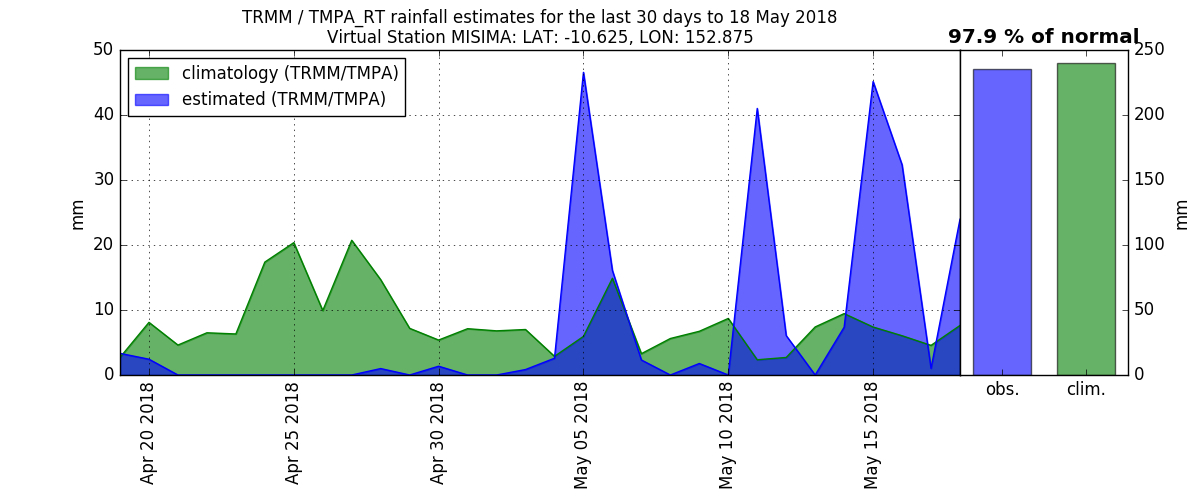 TRMM / TMPA_RT rainfall estimates for the last 30 days to 18 May 2018
Virtual Station MISIMA: LAT: -10.625, LON: 152.875
97.9 % of normal
climatology (TRMM/TMPA)
estimated (TRMM/TMPA)
50
40
30
20
10
0
mm
250
200
150
100
50
0
mm
Apr 20 2018
Apr 25 2018
Apr 30 2018
May 05 2018
May 10 2018
May 15 2018
obs.
clim.